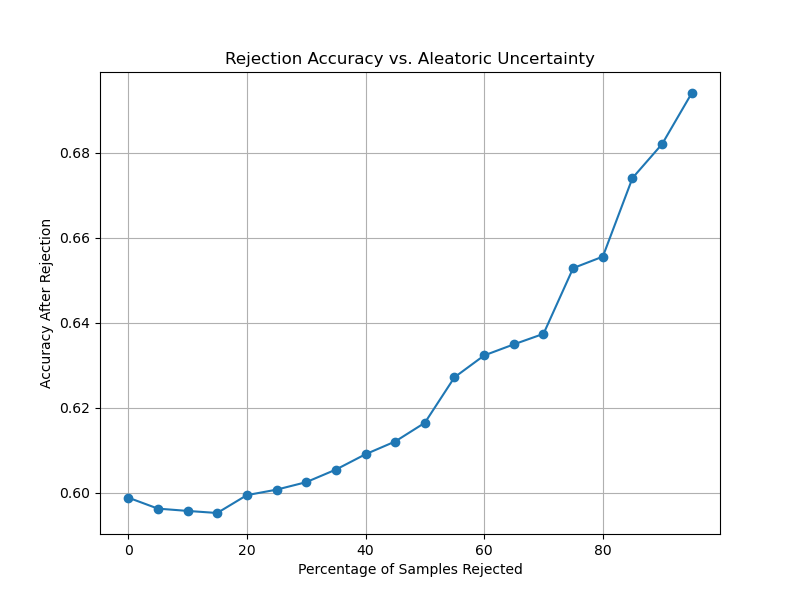 Rejection Accuracy vs. Aleatoric Uncertainty
Accuracy After Rejection
0.68
0.66
0.64
0.62
0.60
0 20 40 60 80
Percentage of Samples Rejected